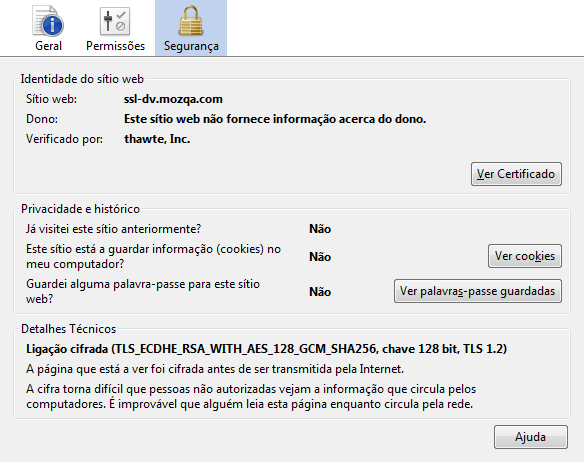 Geral
Permissões
Segurança
Identidade do sítio web
Sítio web: ssl-dv.mozqa.com
Dono: Este sítio web não fornece informação acerca do dono.
Verificado por: thawte, Inc.
Ver Certificado
Privacidade e histórico
Já visitei este sítio anteriormente? Não
Este sítio está a guardar informação (cookies) no
meu computador? Não
Ver cookies
Guardei alguma palavra-passe para este sítio
web? Não
Ver palavras-passe guardadas
Detalhes Técnicos
Ligação cifrada (TLS_ECDHE_RSA_WITH_AES_128_GCM_SHA256, chave 128 bit, TLS 1.2)
A página que está a ver foi cifrada antes de ser transmitida pela Internet.
A cifra torna difícil que pessoas não autorizadas vejam a informação que circula pelos
computadores. É improvável que alguém leia esta página enquanto circula pela rede.
Ajuda